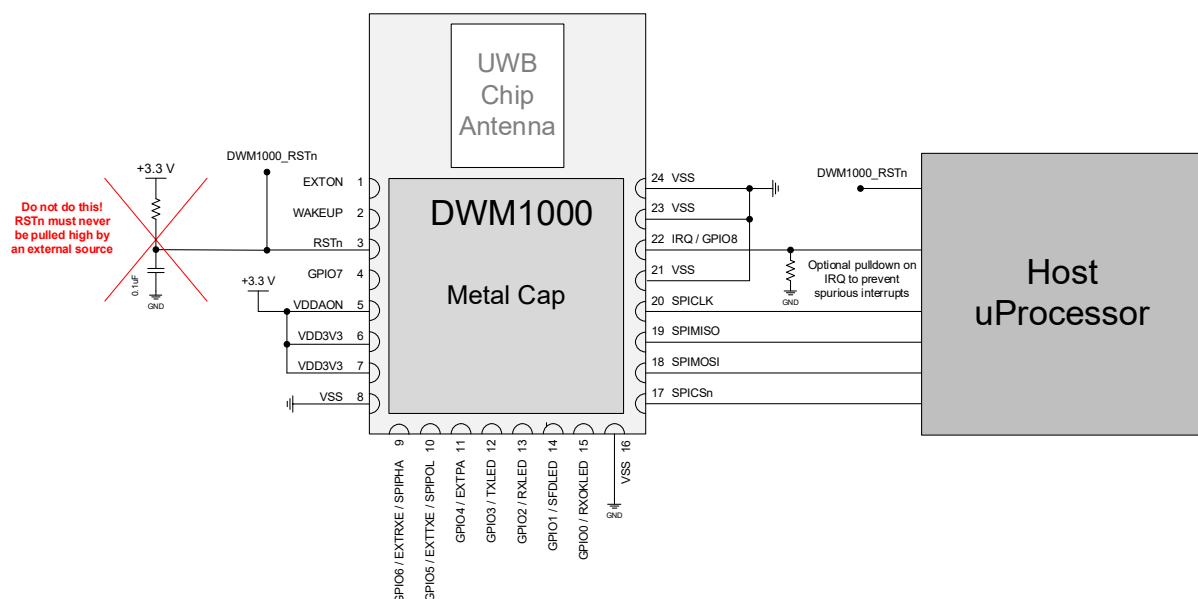 UWB
Chip
Antenna
DWM1000
Metal Cap
Do not do this!
RSTn must never
be pulled high by
an external source
+3.3 V
0.1uF
GND
DWM1000_RSTn
+3.3 V
EXTON 1
WAKEUP 2
RSTn 3
GPIO7 4
VDDAON 5
VDD3V3 6
VDD3V3 7
VSS 8
GPIO6 / EXTRXE / SPIPHA 9
GPIO5 / EXTTXE / SPIPOL 10
GPIO4 / EXTPA 11
GPIO3 / TXLED 12
GPIO2 / RXLED 13
GPIO1 / SFDLED 14
GPIO0 / RXOKLED 15
VSS 16
GND
24 VSS
23 VSS
22 IRQ / GPIO8
21 VSS
20 SPICLK
19 SPIMISO
18 SPIMOSI
17 SPICSn
DWM1000_RSTn
Optional pulldown on
IRQ to prevent
spurious interrupts
GND
Host
uProcessor